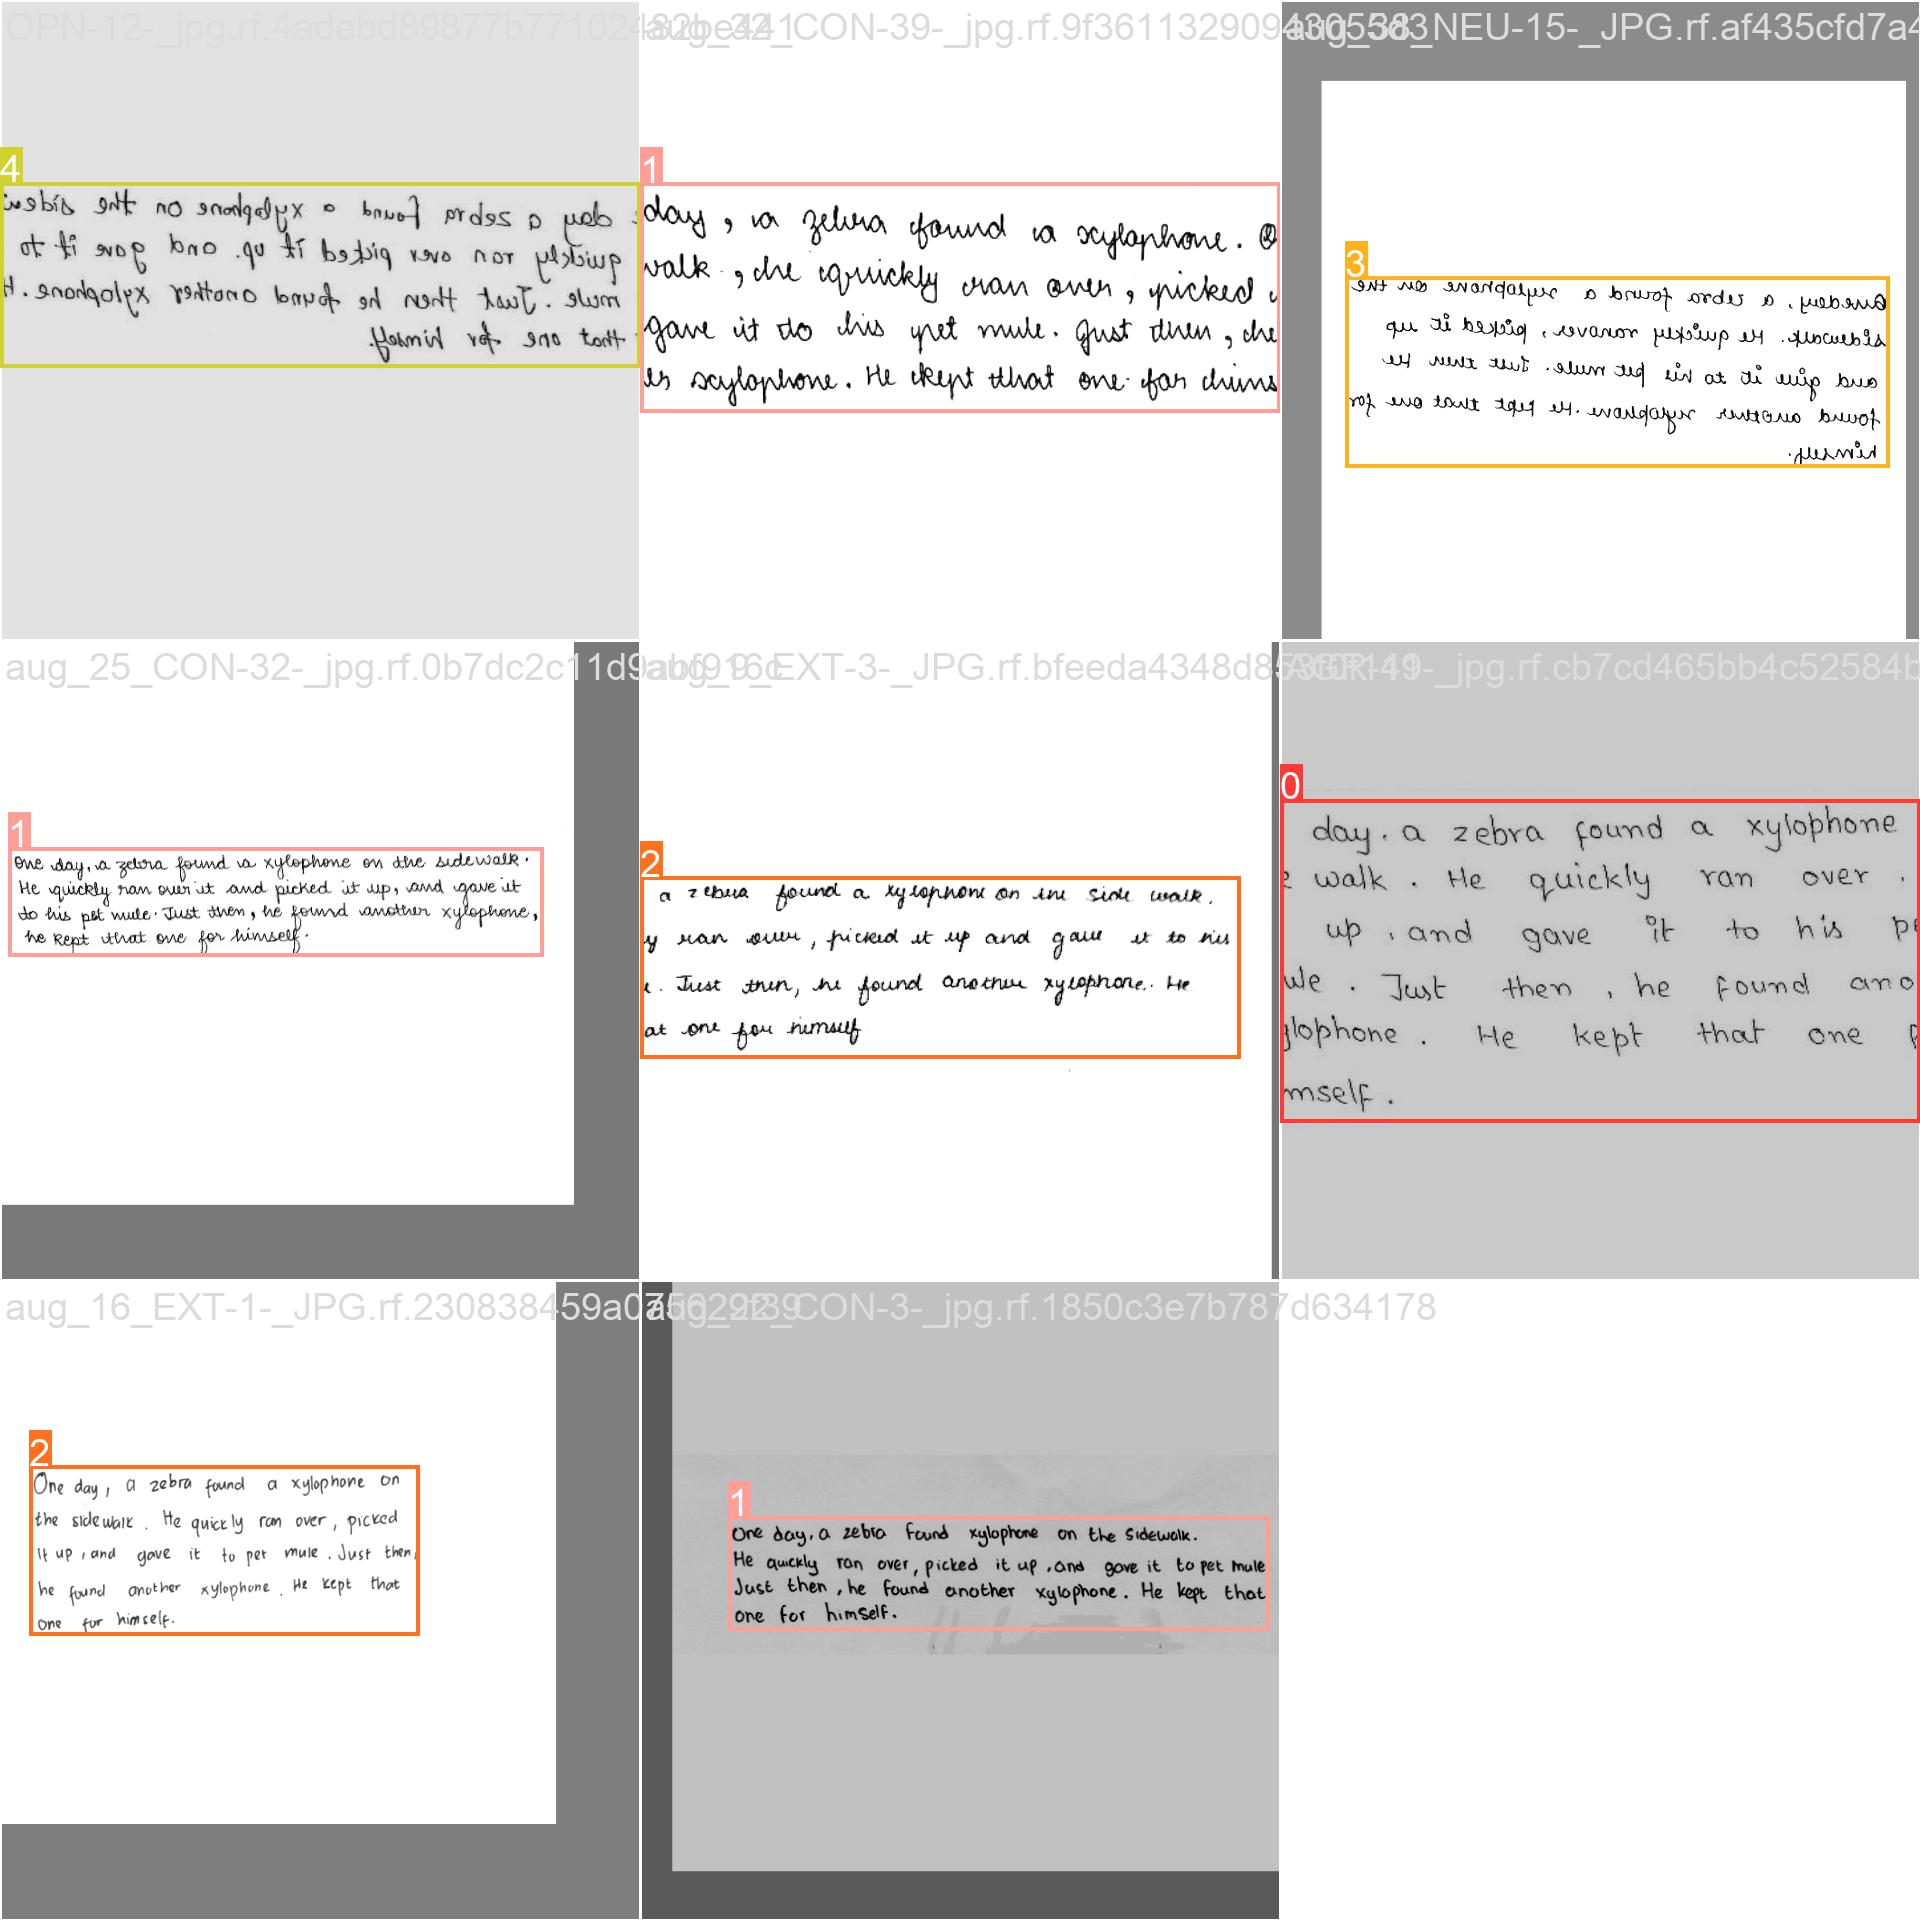 OPN-12-_jpg.rf.4adebd89877b77102482
aug_32_CON-39-_jpg.rf.9f3611329094
aug_58_NEU-15-_JPG.rf.af435cfd7a4
4
day a zebra found a xylophone on the sidew
quickly ran over picked it up. and gave it to
mule. Just then he found another xylophone. H
that one for himself.
1
day, a zebra found a xylophone.
walk, he quickly ran over, picked
gave it to his pet mule. Just then, he
er xylophone. He kept that one for hims
3
Oneday, a zebra found a xylophone on the
sidewalk. He quickly ranover, picked it up
and give it to his pet mule. Just then He
found another xylophone. He kept that one for
himself.
aug_25_CON-32-_jpg.rf.0b7dc2c11d9
EXT-3-_JPG.rf.bfeeda4348d85
-_jpg.rf.cb7cd465bb4c52584b
1
One day, a zebra found a xylophone on the sidewalk.
He quickly ran over it and picked it up, and gave it
to his pet mule. Just then, he found another xylophone,
he kept that one for himself.
2
a zebra found a xylophone on the side walk.
y ran over, picked it up and gave it to his
e. Just then, he found another xylophone. He
at one for himself
0
day. a zebra found a xylophone
e walk. He quickly ran over.
up, and gave it to his pe
ule. Just then, he found ano
ylophone. He kept that one f
mself.
aug_16_EXT-1-_JPG.rf.230838459a0
CON-3-_jpg.rf.1850c3e7b787d634178
2
One day, a zebra found a xylophone on
the sidewalk. He quickly ran over, picked
it up, and gave it to pet mule. Just then,
he found another xylophone. He kept that
one for himself.
1
One day, a zebra found xylophone on the sidewalk.
He quickly ran over, picked it up, and gave it to pet mule
Just then, he found another xylophone. He kept that
one for himself.